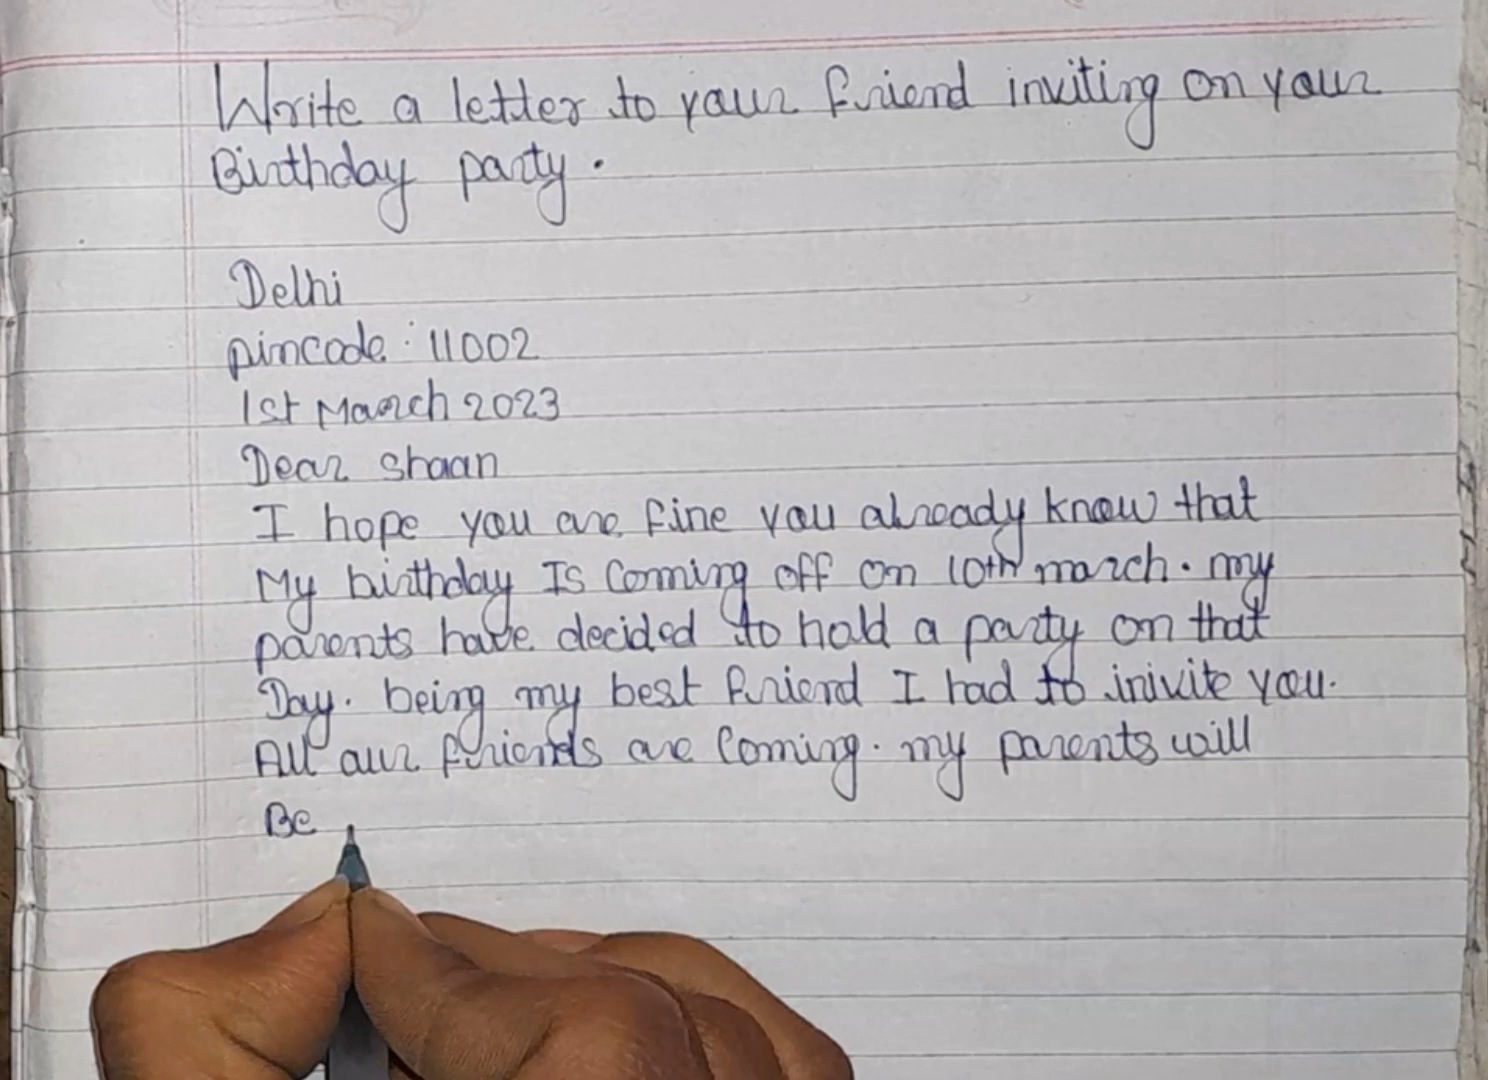 Write a letter to your friend inviting on your
Birthday party.
Delhi
pincode : 11002
1st March 2023
Dear shaan
I hope you are fine you already know that
My birthday Is Coming off on 10th march. my
parents have decided to hold a party on that
Day. being my best friend I had to inivite you.
All our friends are Coming. my parents will
Be